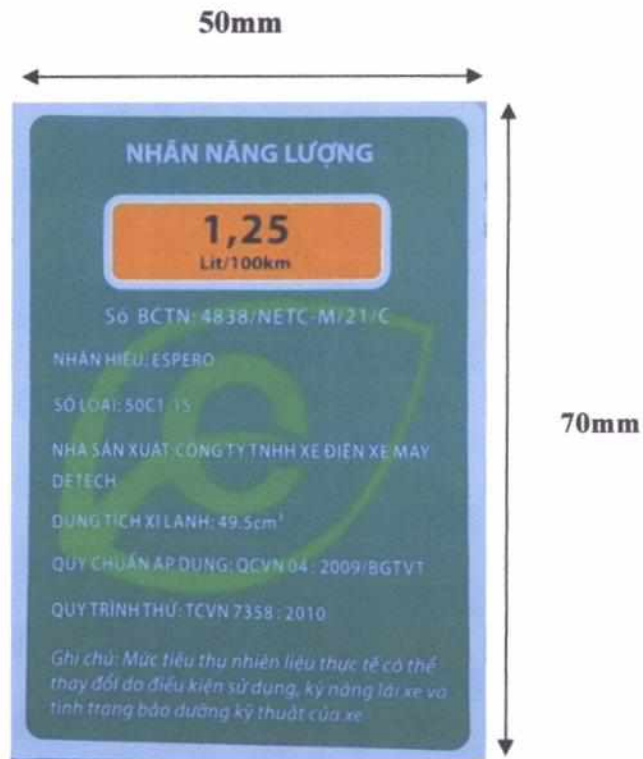 50mm
NHÃN NĂNG LƯỢNG
1,25
Lit/100km
Số BCTN: 4838/NETC-M/21/C
NHÃN HIỆU: ESPERO
SỐ LOẠI: 50C1-1S
NHÀ SẢN XUẤT: CÔNG TY TNHH XE ĐIỆN XE MÁY
DETECH
DUNG TÍCH XI LANH: 49.5cm³
QUY CHUẨN ÁP DỤNG: QCVN 04 : 2009/BGTVT
QUY TRÌNH THỬ: TCVN 7358 : 2010
Ghi chú: Mức tiêu thụ nhiên liệu thực tế có thể
thay đổi do điều kiện sử dụng, kỹ năng lái xe và
tình trạng bảo dưỡng kỹ thuật của xe
70mm